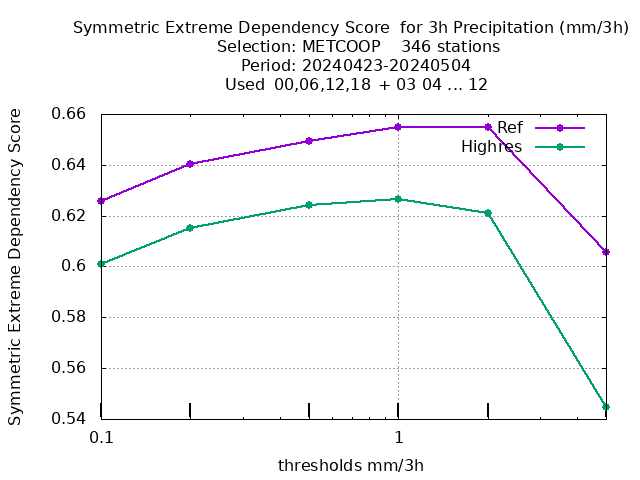 Symmetric Extreme Dependency Score  for 3h Precipitation (mm/3h)
Selection: METCOOP    346 stations
Period: 20240423-20240504
Used  00,06,12,18  + 03 04 ... 12
Symmetric Extreme Dependency Score
0.66
0.64
0.62
0.6
0.58
0.56
0.54
Ref
Highres
0.1
1
thresholds mm/3h